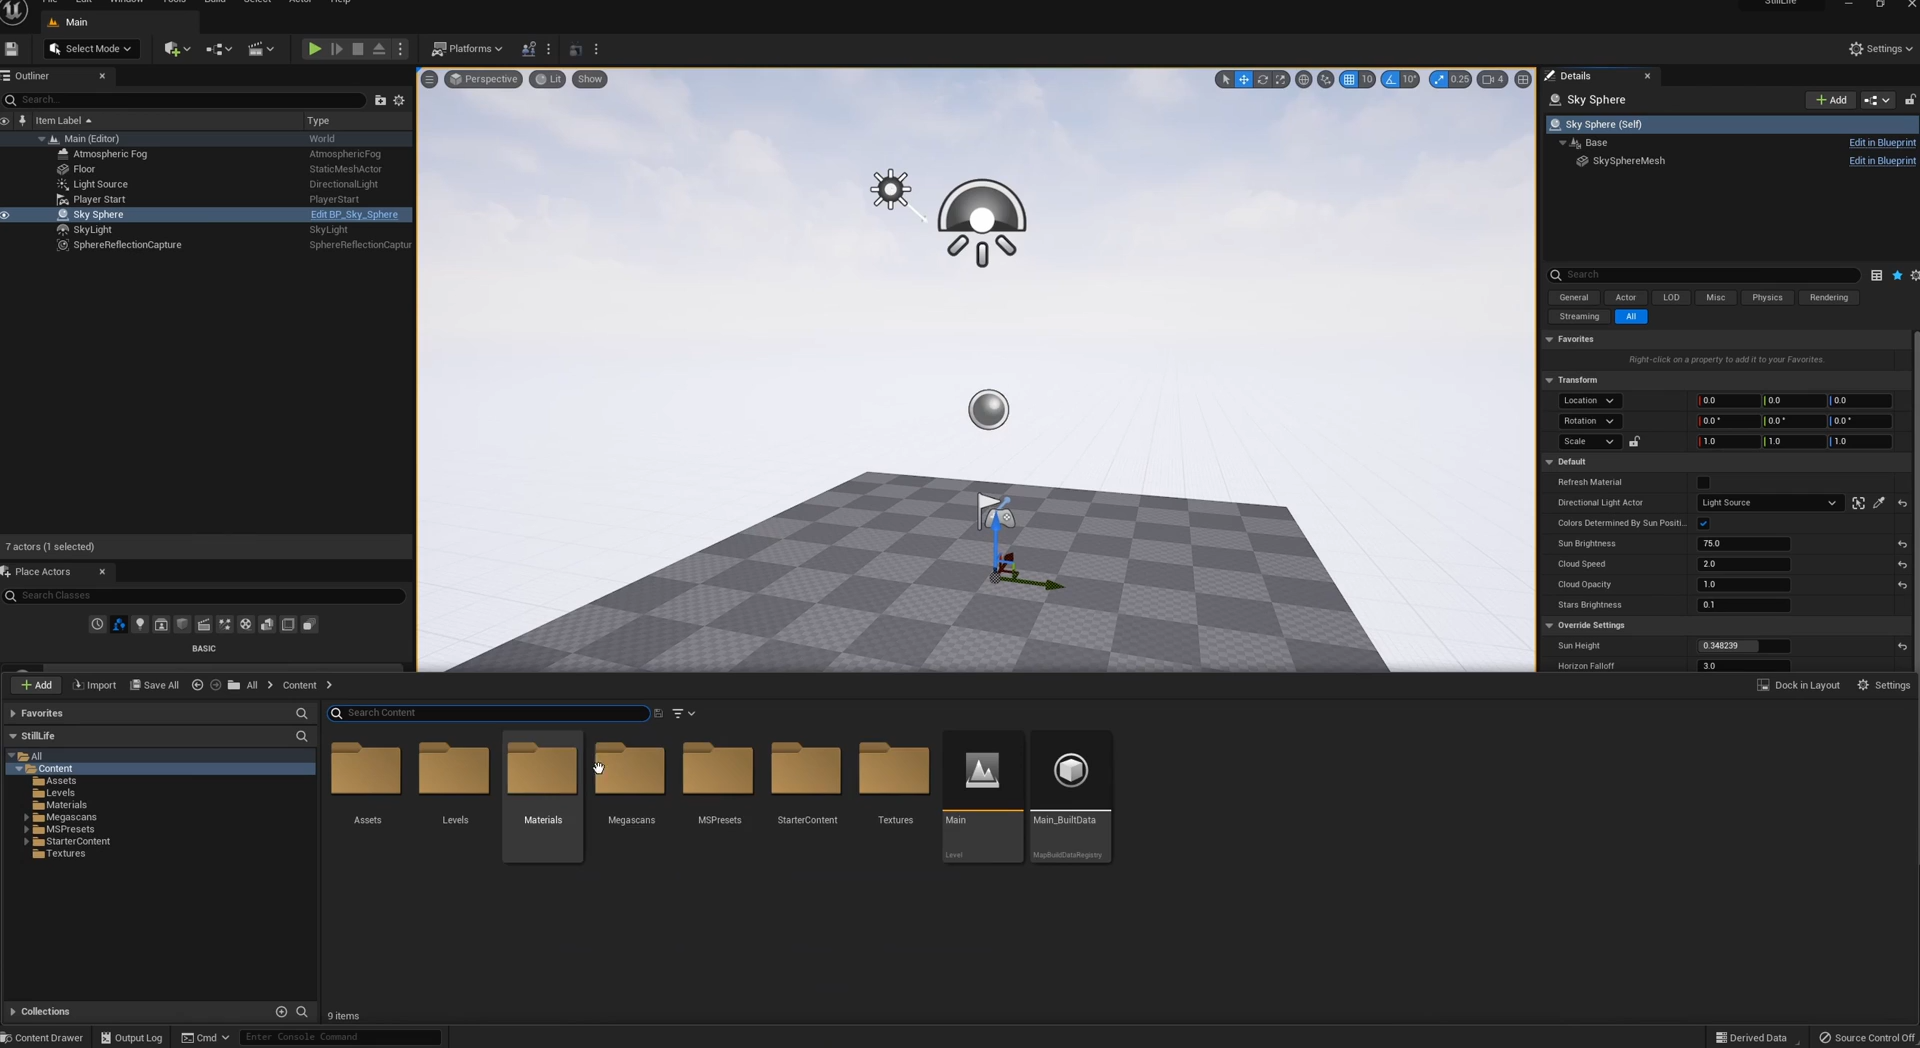 File Edit Window Tools Build Select Actor Help
StillLife
Main
Select Mode
Platforms
Settings
Outliner
Search...
Item Label Type
Main (Editor) World
Atmospheric Fog AtmosphericFog
Floor StaticMeshActor
Light Source DirectionalLight
Player Start PlayerStart
Sky Sphere Edit BP_Sky_Sphere
SkyLight SkyLight
SphereReflectionCapture SphereReflectionCaptur
7 actors (1 selected)
Place Actors
Search Classes
BASIC
Perspective Lit Show
10 10° 0.25 4
Details
Sky Sphere
Add
Sky Sphere (Self)
Base Edit in Blueprint
SkySphereMesh Edit in Blueprint
Search
General Actor LOD Misc Physics Rendering
Streaming All
Favorites
Right-click on a property to add it to your Favorites.
Transform
Location 0.0 0.0 0.0
Rotation 0.0 ° 0.0 ° 0.0 °
Scale 1.0 1.0 1.0
Default
Refresh Material
Directional Light Actor Light Source
Colors Determined By Sun Positi...
Sun Brightness 75.0
Cloud Speed 2.0
Cloud Opacity 1.0
Stars Brightness 0.1
Override Settings
Sun Height 0.348239
Horizon Falloff 3.0
Add Import Save All All Content
Dock in Layout Settings
Favorites
StillLife
All
Content
Assets
Levels
Materials
Megascans
MSPresets
StarterContent
Textures
Collections
Search Content
Assets Levels Materials Megascans MSPresets StarterContent Textures Main Main_BuiltData
Level MapBuildDataRegistry
9 items
Content Drawer Output Log Cmd Enter Console Command
Derived Data Source Control Off